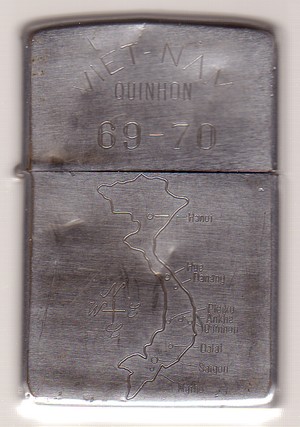 VIET-NAM
QUINHON
69-70
Hanoi
Hue
Danang
Pleiku
Ankhe
Quinhon
Dalat
Saigon